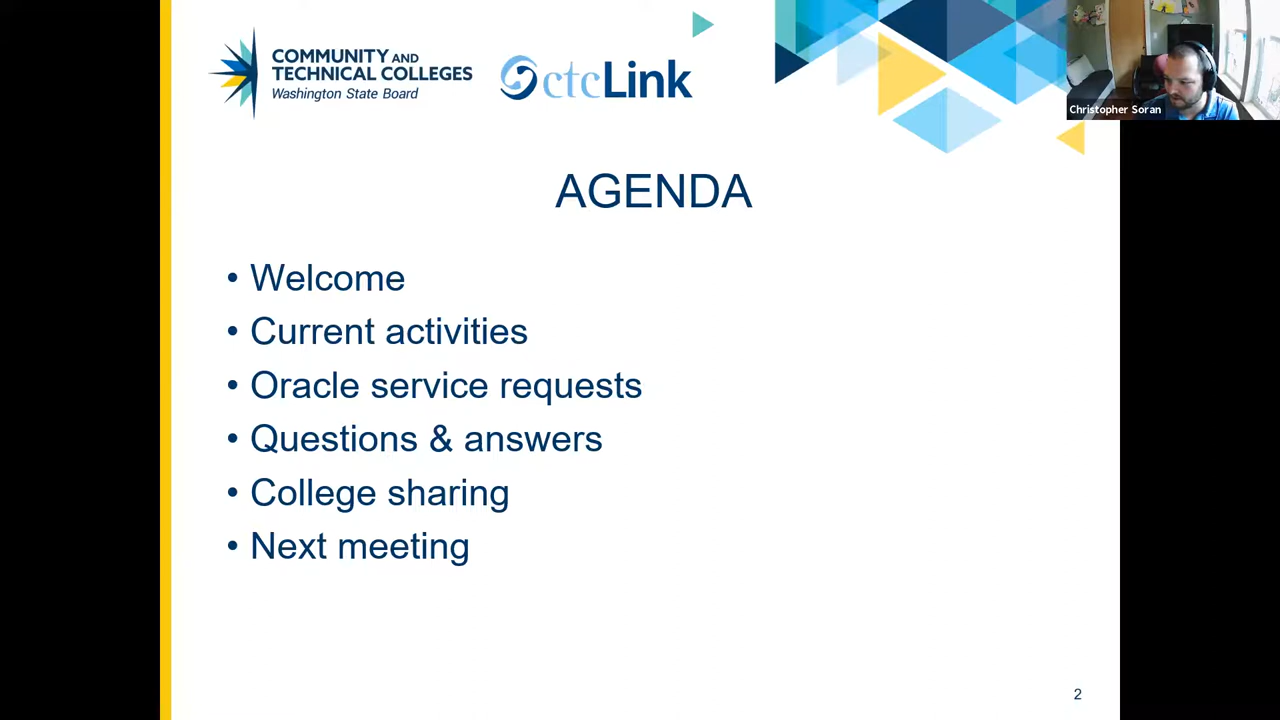 COMMUNITY AND
TECHNICAL COLLEGES
Washington State Board
ctcLink
Christopher Soran
AGENDA
• Welcome
• Current activities
• Oracle service requests
• Questions & answers
• College sharing
• Next meeting
2